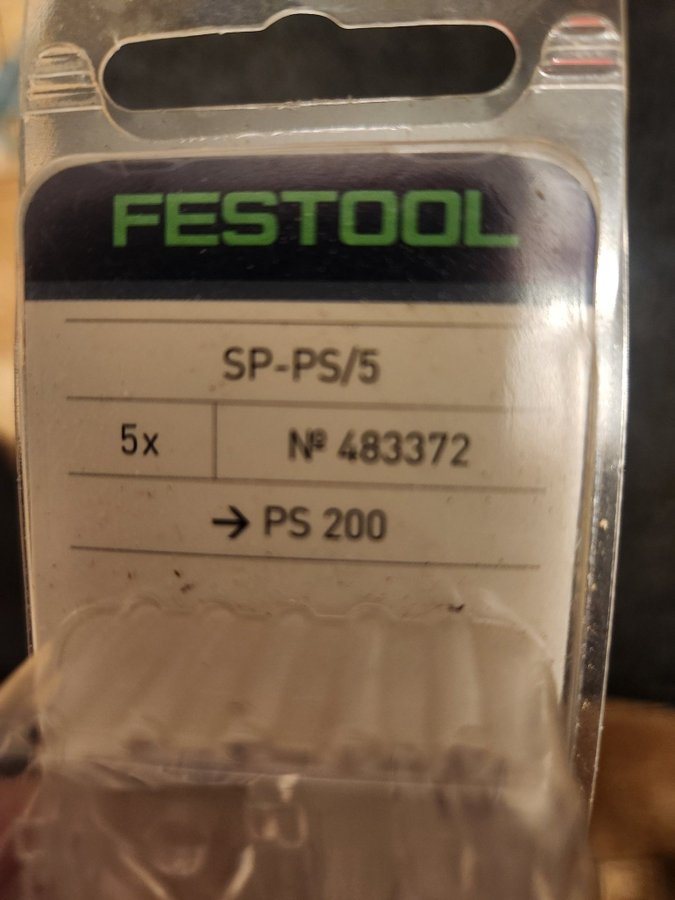 FESTOOL
SP-PS/5
5x
Nº 483372
→ PS 200